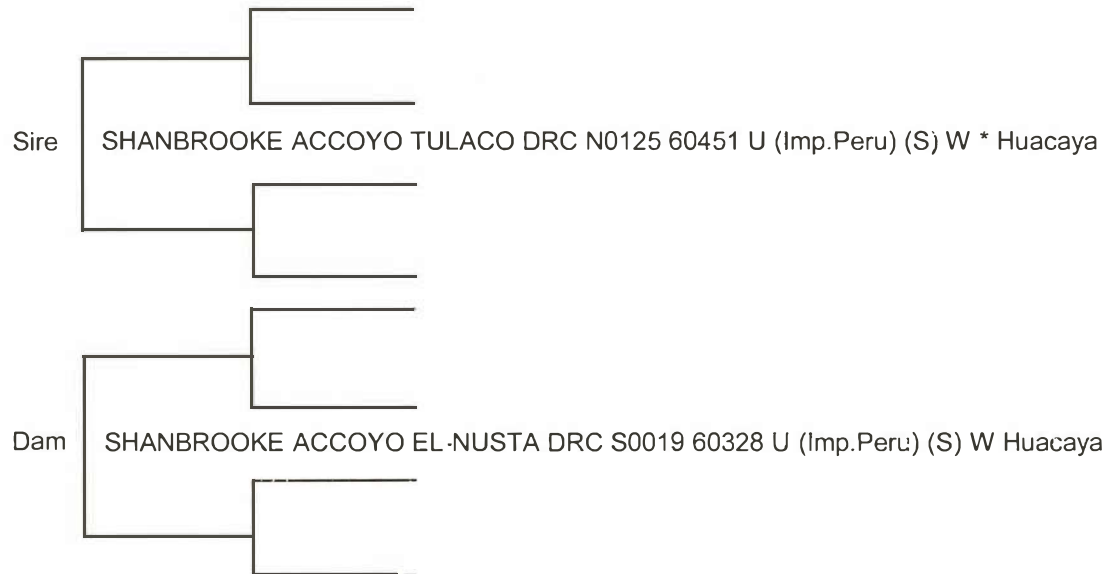 Sire SHANBROOKE ACCOYO TULACO DRC N0125 60451 U (Imp.Peru) (S) W * Huacaya
Dam SHANBROOKE ACCOYO EL-NUSTA DRC S0019 60328 U (Imp.Peru) (S) W Huacaya